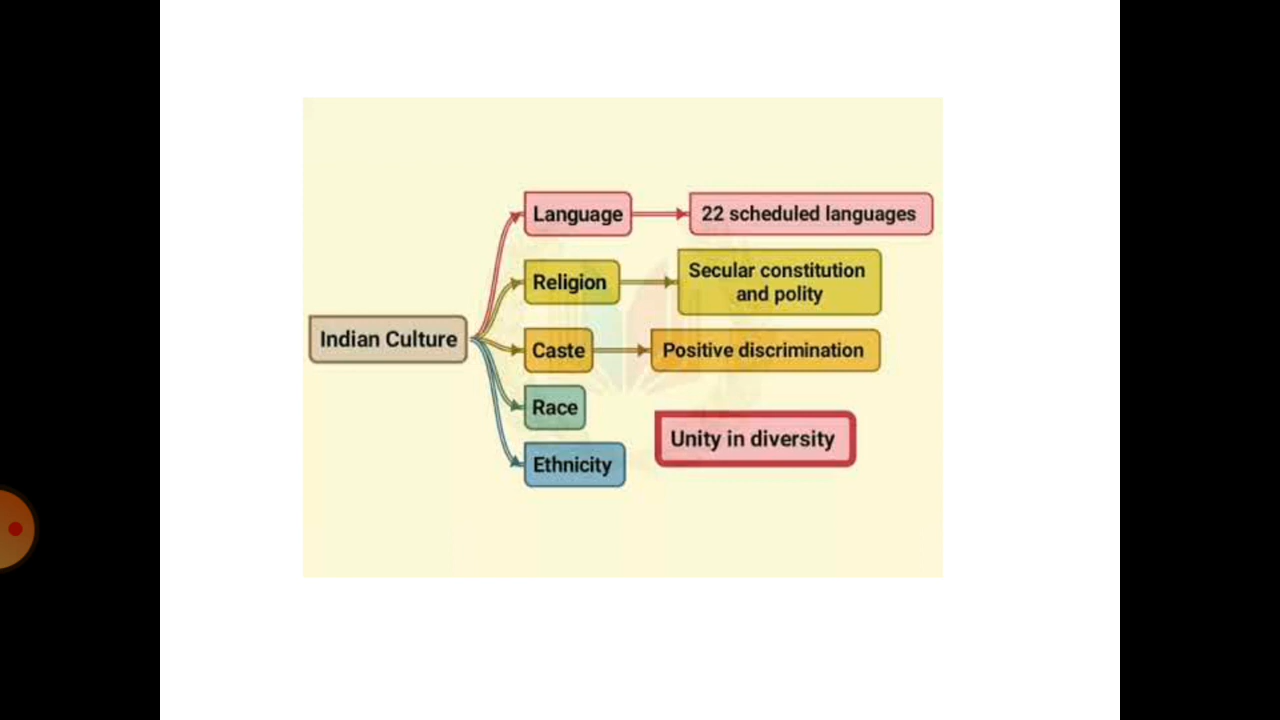 Language
22 scheduled languages
Religion
Secular constitution
and polity
Indian Culture
Caste
Positive discrimination
Race
Unity in diversity
Ethnicity